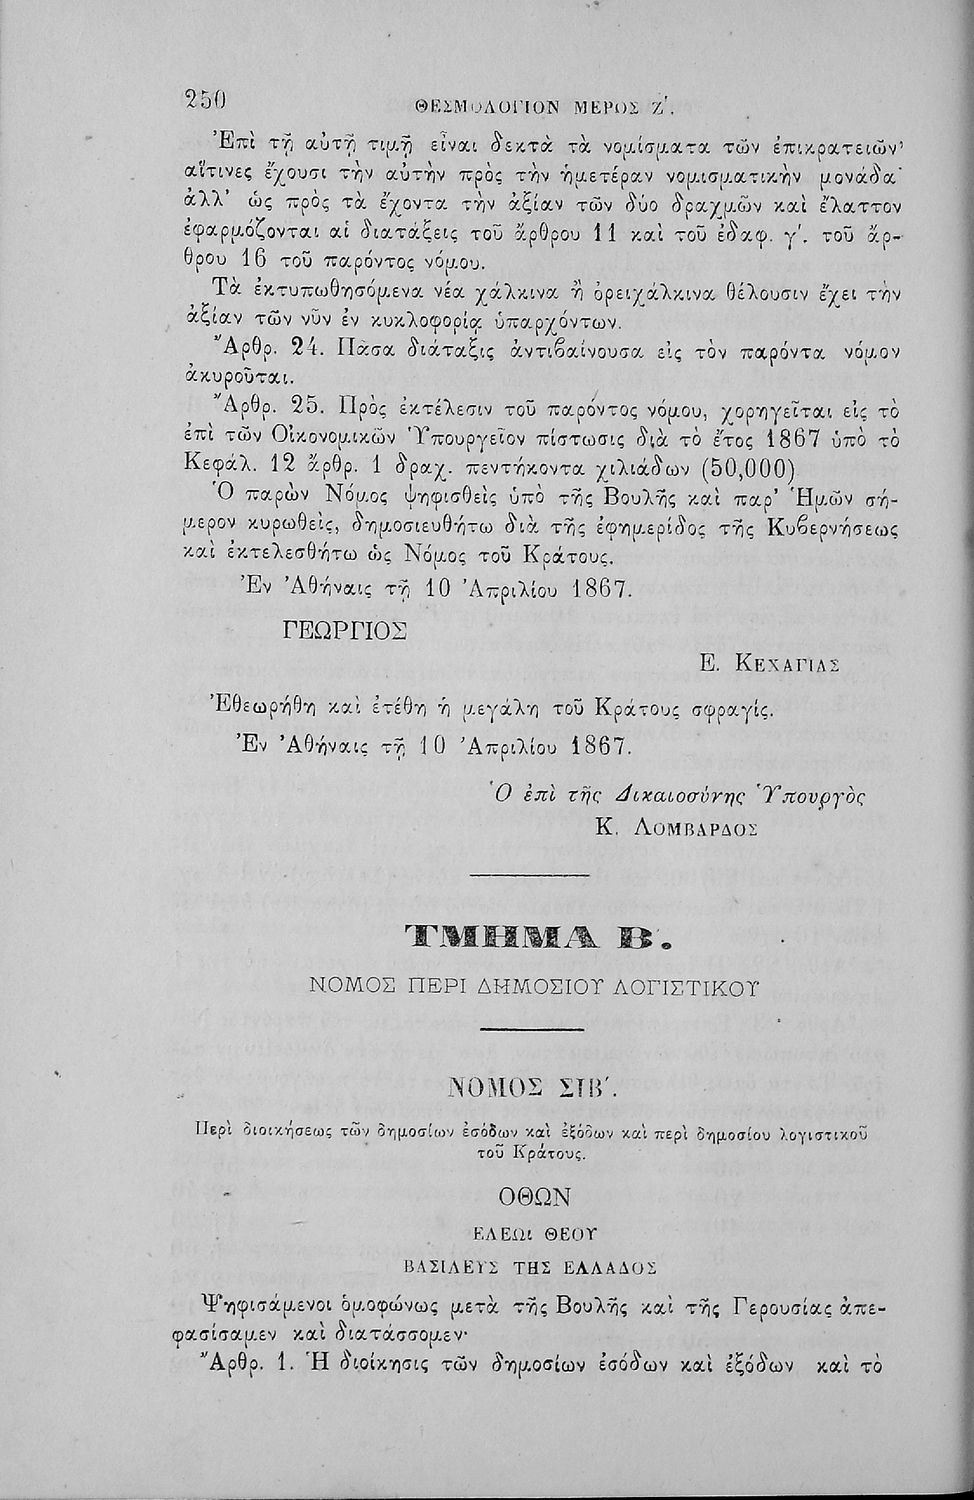 250
ΘΕΣΜΟΛΟΓΙΟΝ ΜΕΡΟΣ Ζ΄.
Ἐπὶ τῇ αὐτῇ τιμῇ εἶναι δεκτὰ τὰ νομίσματα τῶν ἐπικρατειῶν’
αἵτινες ἔχουσι τὴν αὐτὴν πρὸς τὴν ἡμετέραν νομισματικὴν μονάδα·
ἀλλ’ ὡς πρὸς τὰ ἔχοντα τὴν ἀξίαν τῶν δύο δραχμῶν καὶ ἔλαττον
ἐφαρμόζονται αἱ διατάξεις τοῦ ἄρθρου 11 καὶ τοῦ ἐδαφ. γ΄. τοῦ ἄρ-
θρου 16 τοῦ παρόντος νόμου.
Τὰ ἐκτυπωθησόμενα νέα χάλκινα ἢ ὀρειχάλκινα θέλουσιν ἔχει τὴν
ἀξίαν τῶν νῦν ἐν κυκλοφορίᾳ ὑπαρχόντων.
Ἄρθρ. 24. Πᾶσα διάταξις ἀντιβαίνουσα εἰς τὸν παρόντα νόμον
ἀκυροῦται.
Ἄρθρ. 25. Πρὸς ἐκτέλεσιν τοῦ παρόντος νόμου, χορηγεῖται εἰς τὸ
ἐπὶ τῶν Οἰκονομικῶν Ὑπουργεῖον πίστωσις διὰ τὸ ἔτος 1867 ὑπὸ τὸ
Κεφάλ. 12 ἄρθρ. 1 δραχ. πεντήκοντα χιλιάδων (50,000)
Ὁ παρὼν Νόμος ψηφισθεὶς ὑπὸ τῆς Βουλῆς καὶ παρ’ Ἡμῶν σή-
μερον κυρωθεὶς, δημοσιευθήτω διὰ τῆς ἐφημερίδος τῆς Κυβερνήσεως
καὶ ἐκτελεσθήτω ὡς Νόμος τοῦ Κράτους.
Ἐν Ἀθήναις τῇ 10 Ἀπριλίου 1867.
ΓΕΩΡΓΙΟΣ
Ε. ΚΕΧΑΓΙΑΣ
Ἐθεωρήθη καὶ ἐτέθη ἡ μεγάλη τοῦ Κράτους σφραγίς.
Ἐν Ἀθήναις τῇ 10 Ἀπριλίου 1867.
Ὁ ἐπὶ τῆς Δικαιοσύνης Ὑπουργὸς
Κ. ΛΟΜΒΑΡΔΟΣ
ΤΜΗΜΑ Β΄.
ΝΟΜΟΣ ΠΕΡΙ ΔΗΜΟΣΙΟΥ ΛΟΓΙΣΤΙΚΟΥ
ΝΟΜΟΣ ΣΙΒ΄.
Περὶ διοικήσεως τῶν δημοσίων ἐσόδων καὶ ἐξόδων καὶ περὶ δημοσίου λογιστικοῦ
τοῦ Κράτους.
ΟΘΩΝ
ΕΛΕΩι ΘΕΟΥ
ΒΑΣΙΛΕΥΣ ΤΗΣ ΕΛΛΑΔΟΣ
Ψηφισάμενοι ὁμοφώνως μετὰ τῆς Βουλῆς καὶ τῆς Γερουσίας ἀπε-
φασίσαμεν καὶ διατάσσομεν·
Ἄρθρ. 1. Ἡ διοίκησις τῶν δημοσίων ἐσόδων καὶ ἐξόδων καὶ τὸ